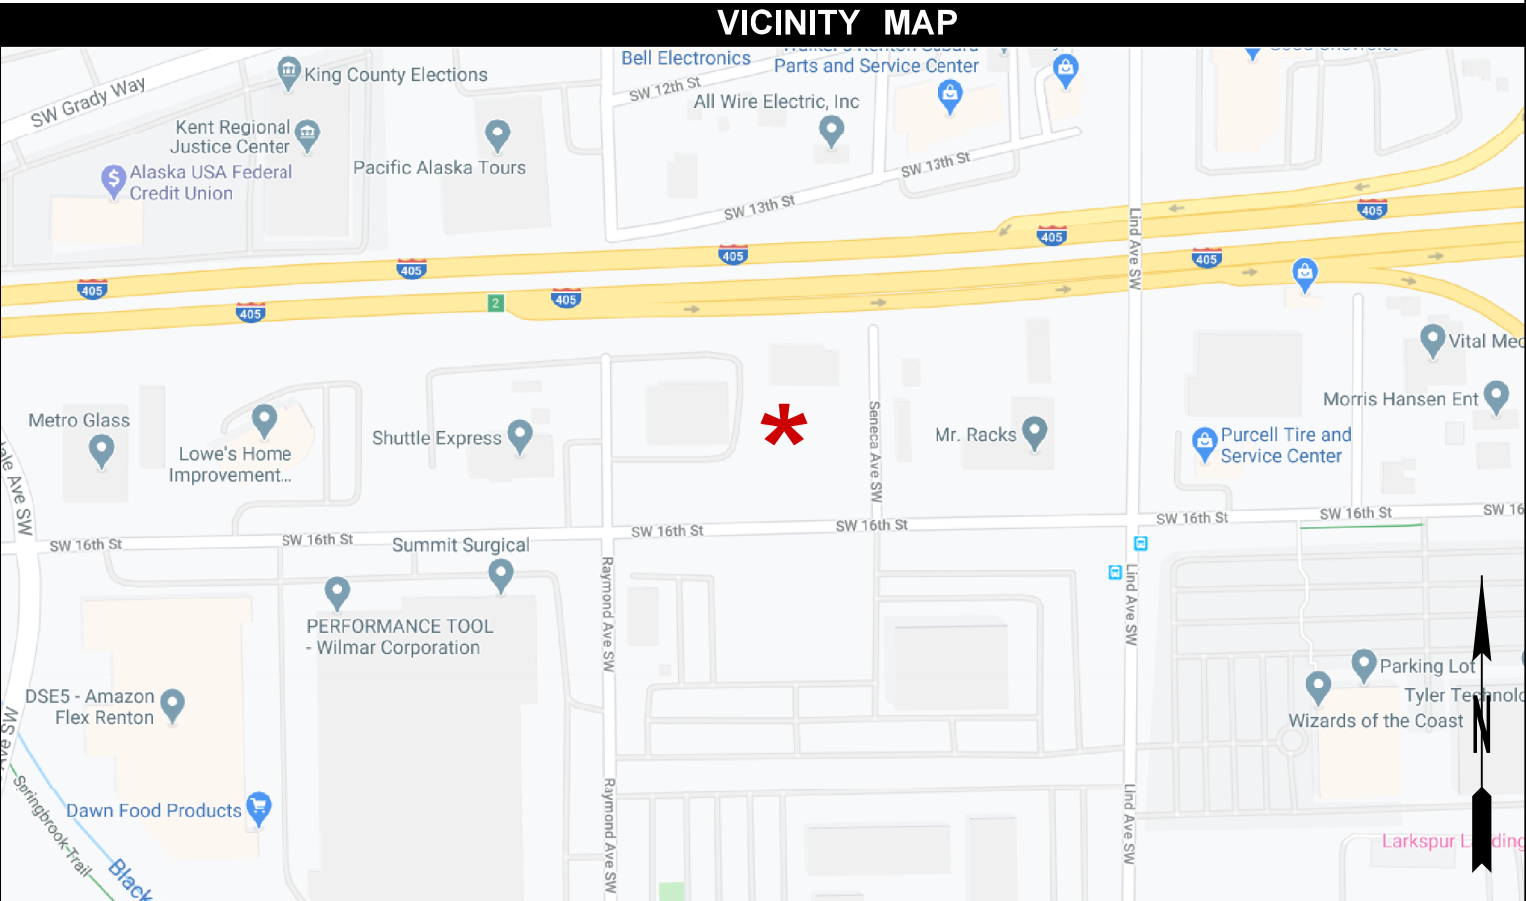 VICINITY MAP
Bell Electronics
Parts and Service Center
King County Elections
SW Grady Way
SW 12th St
All Wire Electric, Inc
Kent Regional
Justice Center
Pacific Alaska Tours
SW 13th St
Alaska USA Federal
Credit Union
SW 13th St
Lind Ave SW
405
405
405
405
405
405
405
405
2
Vital Med
Morris Hansen Ent
Metro Glass
Lowe's Home
Improvement...
Shuttle Express
*
Seneca Ave SW
Mr. Racks
Purcell Tire and
Service Center
SW 16th St
SW 16th St
SW 16th St
SW 16th St
SW 16th St
SW 16th St
SW 16
Summit Surgical
Raymond Ave SW
Lind Ave SW
PERFORMANCE TOOL
- Wilmar Corporation
DSE5 - Amazon
Flex Renton
Parking Lot
Tyler Technolo
Wizards of the Coast
N
Dawn Food Products
Springbrook Trail
Black
Raymond Ave SW
Lind Ave SW